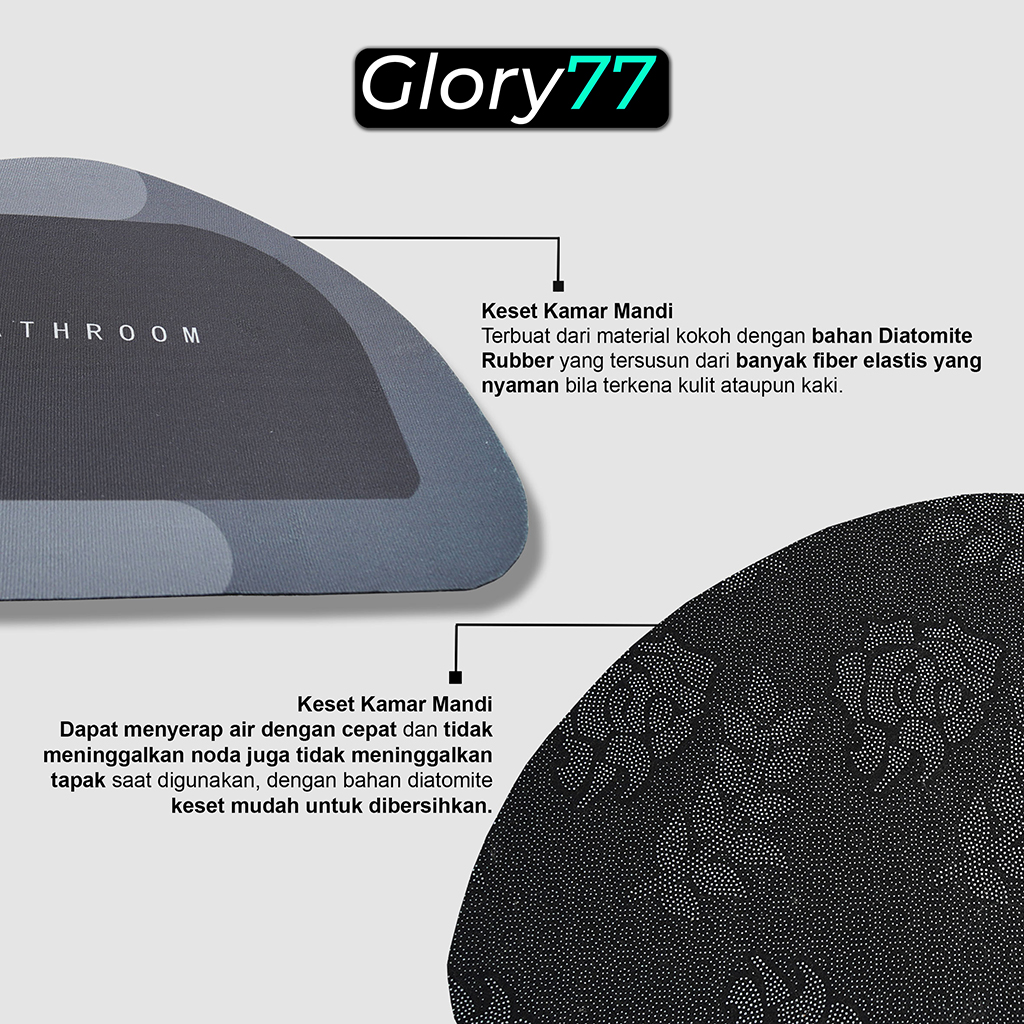 Glory77
THROOM
Keset Kamar Mandi
Terbuat dari material kokoh dengan bahan Diatomite
Rubber yang tersusun dari banyak fiber elastis yang
nyaman bila terkena kulit ataupun kaki.
Keset Kamar Mandi
Dapat menyerap air dengan cepat dan tidak
meninggalkan noda juga tidak meninggalkan
tapak saat digunakan, dengan bahan diatomite
keset mudah untuk dibersihkan.